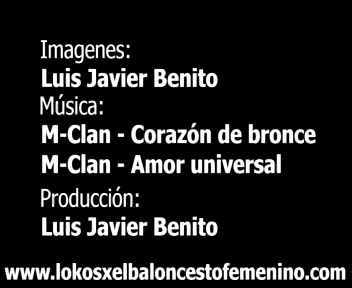 Imagenes:
Luis Javier Benito
Música:
M-Clan - Corazón de bronce
M-Clan - Amor universal
Producción:
Luis Javier Benito
www.lokosxelbaloncestofemenino.com